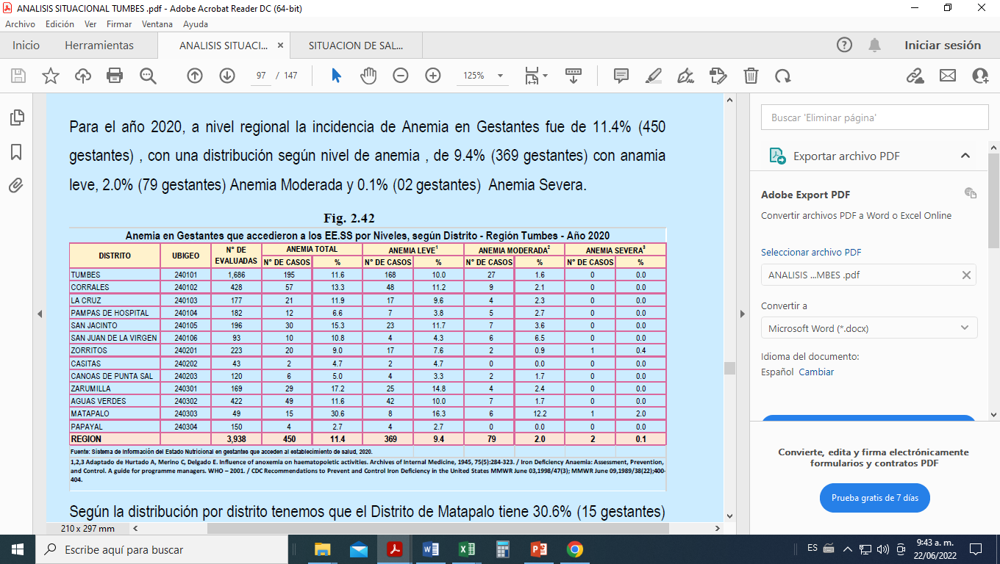 ANALISIS SITUACIONAL TUMBES .pdf - Adobe Acrobat Reader DC (64-bit)
Archivo Edición Ver Firmar Ventana Ayuda
Inicio Herramientas ANALISIS SITUACI... × SITUACION DE SAL... Iniciar sesión
97 / 147 125%
Para el año 2020, a nivel regional la incidencia de Anemia en Gestantes fue de 11.4% (450
gestantes) , con una distribución según nivel de anemia , de 9.4% (369 gestantes) con anamia
leve, 2.0% (79 gestantes) Anemia Moderada y 0.1% (02 gestantes) Anemia Severa.
Fig. 2.42
Anemia en Gestantes que accedieron a los EE.SS por Niveles, según Distrito - Región Tumbes - Año 2020
DISTRITO UBIGEO N° DE EVALUADAS ANEMIA TOTAL ANEMIA LEVE1 ANEMIA MODERADA2 ANEMIA SEVERA3
N° DE CASOS % N° DE CASOS % N° DE CASOS % N° DE CASOS %
TUMBES 240101 1,686 195 11.6 168 10.0 27 1.6 0 0.0
CORRALES 240102 428 57 13.3 48 11.2 9 2.1 0 0.0
LA CRUZ 240103 177 21 11.9 17 9.6 4 2.3 0 0.0
PAMPAS DE HOSPITAL 240104 182 12 6.6 7 3.8 5 2.7 0 0.0
SAN JACINTO 240105 196 30 15.3 23 11.7 7 3.6 0 0.0
SAN JUAN DE LA VIRGEN 240106 93 10 10.8 4 4.3 6 6.5 0 0.0
ZORRITOS 240201 223 20 9.0 17 7.6 2 0.9 1 0.4
CASITAS 240202 43 2 4.7 2 4.7 0 0.0 0 0.0
CANOAS DE PUNTA SAL 240203 120 6 5.0 4 3.3 2 1.7 0 0.0
ZARUMILLA 240301 169 29 17.2 25 14.8 4 2.4 0 0.0
AGUAS VERDES 240302 422 49 11.6 42 10.0 7 1.7 0 0.0
MATAPALO 240303 49 15 30.6 8 16.3 6 12.2 1 2.0
PAPAYAL 240304 150 4 2.7 4 2.7 0 0.0 0 0.0
REGION 3,938 450 11.4 369 9.4 79 2.0 2 0.1
Fuente: Sistema de Información del Estado Nutricional en gestantes que acceden al establecimiento de salud, 2020.
1,2,3 Adaptado de Hurtado A, Merino C, Delgado E. Influence of anoxemia on haematopoietic activities. Archives of Internal Medicine, 1945, 75(5):284-323. / Iron Deficiency Anaemia: Assessment, Prevention,
and Control. A guide for programme managers. WHO – 2001. / CDC Recommendations to Prevent and Control Iron Deficiency in the United States MMWR June 03,1998/47(3); MMWR June 09,1989/38(22);400-
404.
Según la distribución por distrito tenemos que el Distrito de Matapalo tiene 30.6% (15 gestantes)
210 x 297 mm
Buscar 'Eliminar página'
Exportar archivo PDF
Adobe Export PDF
Convertir archivos PDF a Word o Excel Online
Seleccionar archivo PDF
ANALISIS ...MBES .pdf
Convertir a
Microsoft Word (*.docx)
Idioma del documento:
Español Cambiar
Convierte, edita y firma electrónicamente
formularios y contratos PDF
Prueba gratis de 7 días
Escribe aquí para buscar
ES 9:43 a. m.
22/06/2022